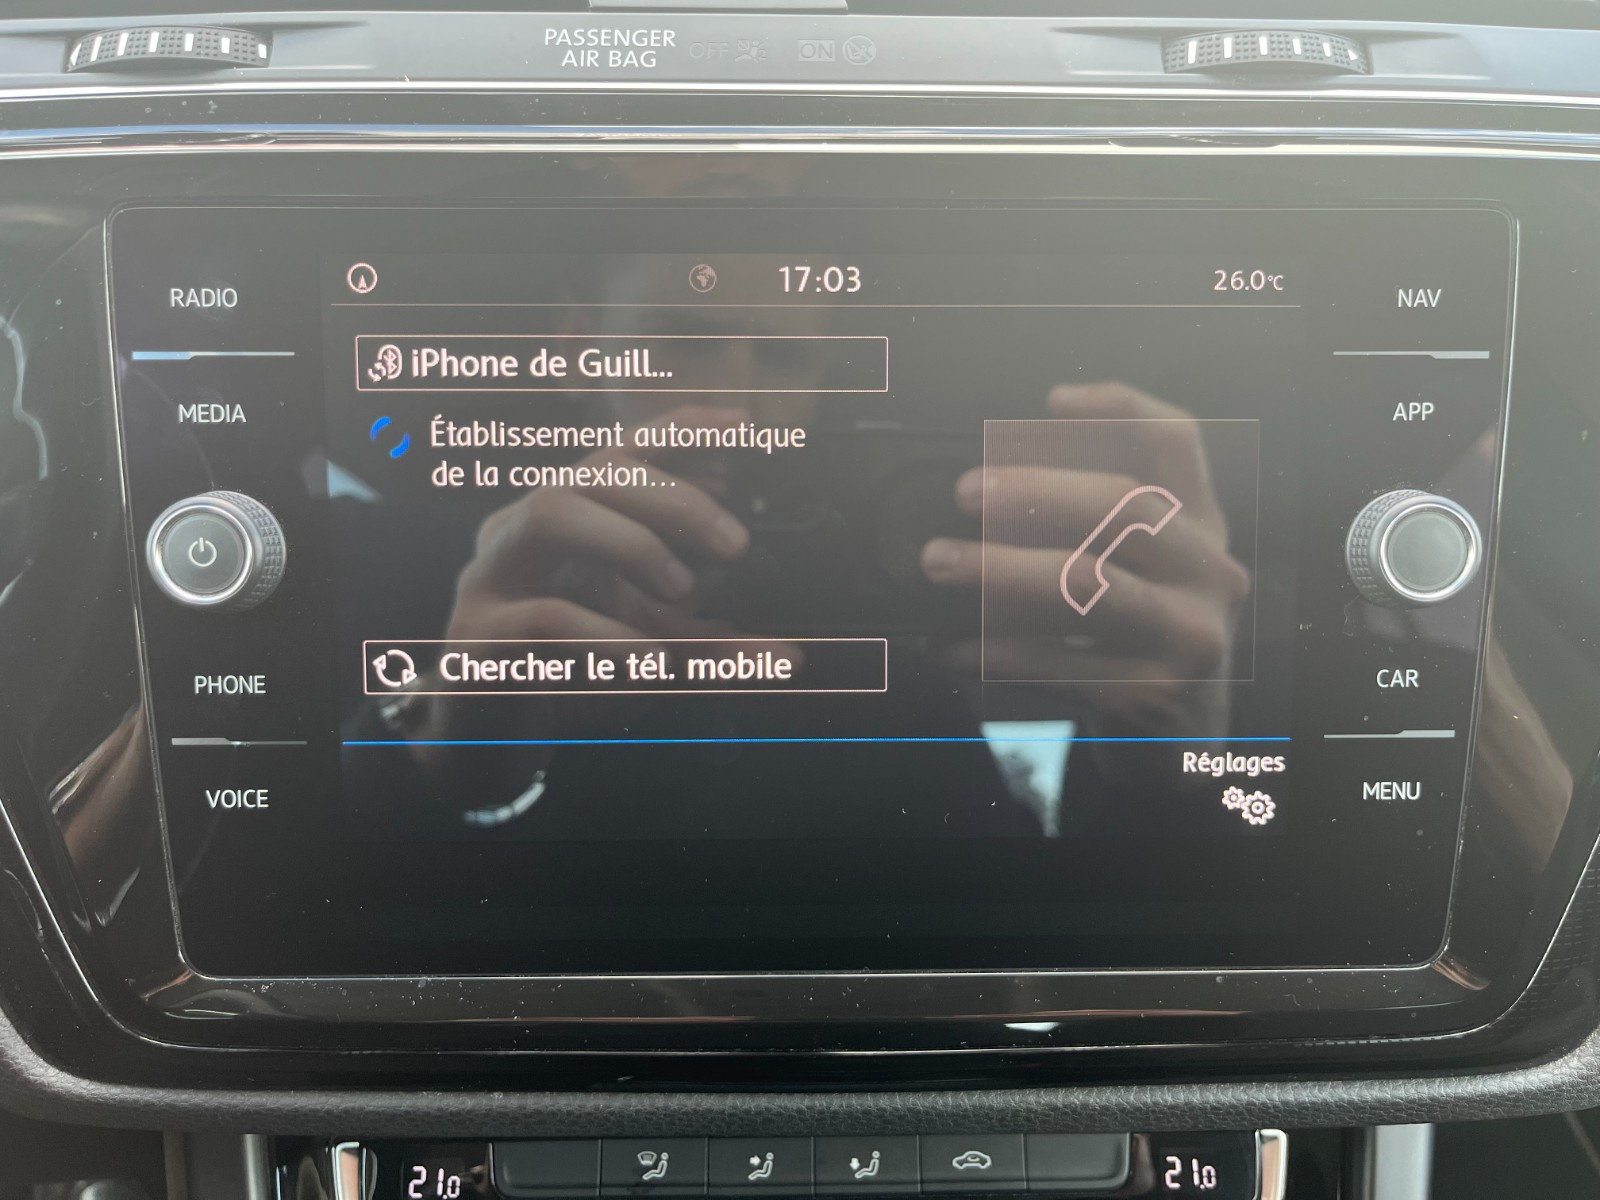 PASSENGER
AIR BAG
OFF
ON
RADIO
17:03
26.0°C
NAV
iPhone de Guill...
MEDIA
Établissement automatique
de la connexion...
APP
PHONE
Chercher le tél. mobile
CAR
Réglages
VOICE
MENU
21.0
21.0